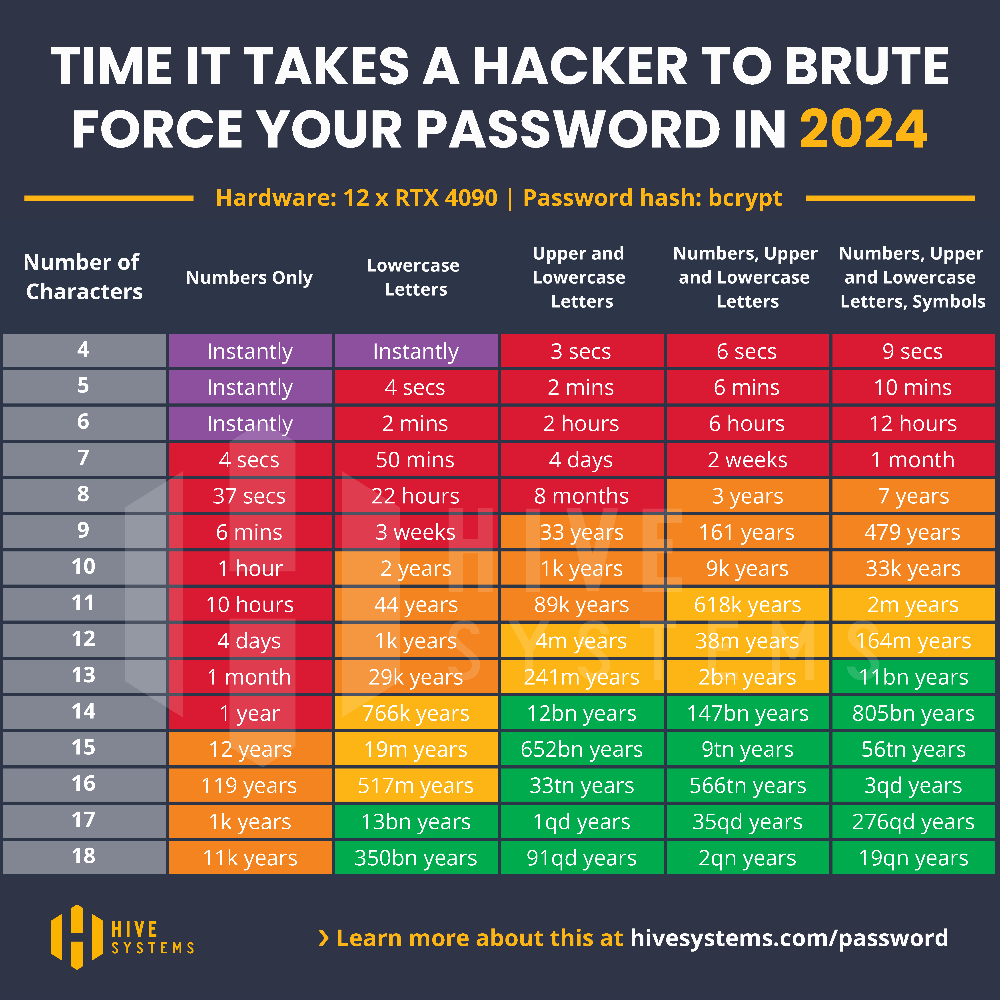 TIME IT TAKES A HACKER TO BRUTE
FORCE YOUR PASSWORD IN 2024
Hardware: 12 x RTX 4090 | Password hash: bcrypt
Number of
Characters
Numbers Only
Lowercase
Letters
Upper and
Lowercase
Letters
Numbers, Upper
and Lowercase
Letters
Numbers, Upper
and Lowercase
Letters, Symbols
4 Instantly Instantly 3 secs 6 secs 9 secs
5 Instantly 4 secs 2 mins 6 mins 10 mins
6 Instantly 2 mins 2 hours 6 hours 12 hours
7 4 secs 50 mins 4 days 2 weeks 1 month
8 37 secs 22 hours 8 months 3 years 7 years
9 6 mins 3 weeks 33 years 161 years 479 years
10 1 hour 2 years 1k years 9k years 33k years
11 10 hours 44 years 89k years 618k years 2m years
12 4 days 1k years 4m years 38m years 164m years
13 1 month 29k years 241m years 2bn years 11bn years
14 1 year 766k years 12bn years 147bn years 805bn years
15 12 years 19m years 652bn years 9tn years 56tn years
16 119 years 517m years 33tn years 566tn years 3qd years
17 1k years 13bn years 1qd years 35qd years 276qd years
18 11k years 350bn years 91qd years 2qn years 19qn years
HIVE
SYSTEMS
HIVE
SYSTEMS
› Learn more about this at hivesystems.com/password